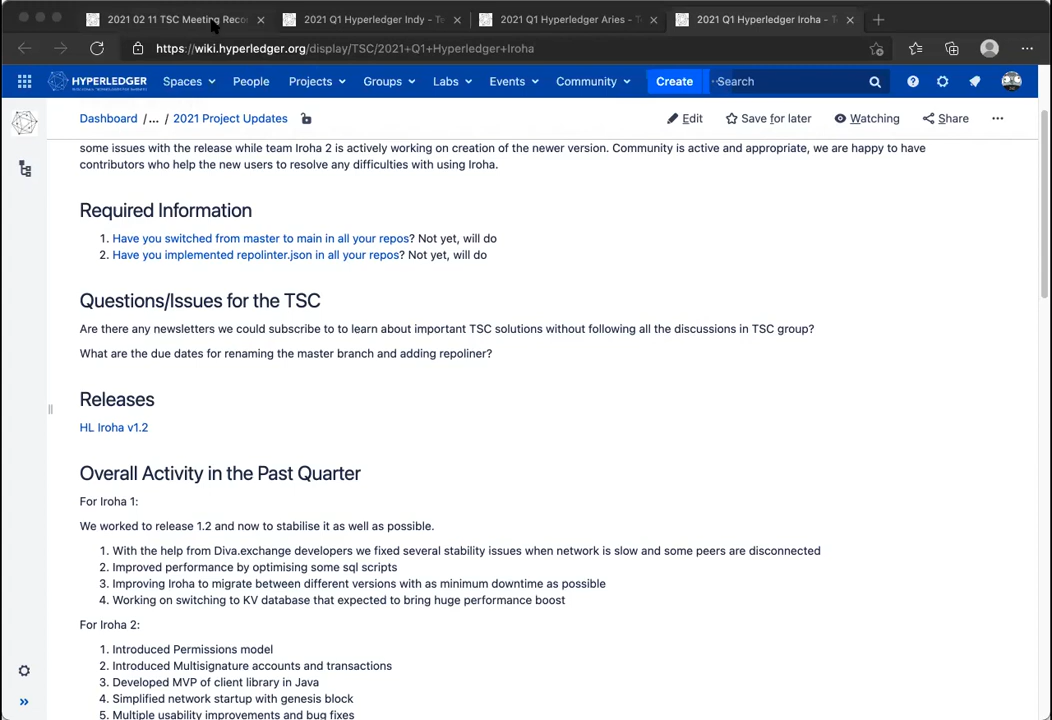 2021 02 11 TSC Meeting Reco
2021 Q1 Hyperledger Indy - Te
2021 Q1 Hyperledger Aries - Te
2021 Q1 Hyperledger Iroha - T
https://wiki.hyperledger.org/display/TSC/2021+Q1+Hyperledger+Iroha
HYPERLEDGER Spaces People Projects Groups Labs Events Community Create Search
Dashboard /... / 2021 Project Updates Edit Save for later Watching Share
some issues with the release while team Iroha 2 is actively working on creation of the newer version. Community is active and appropriate, we are happy to have
contributors who help the new users to resolve any difficulties with using Iroha.
Required Information
1. Have you switched from master to main in all your repos? Not yet, will do
2. Have you implemented repolinter.json in all your repos? Not yet, will do
Questions/Issues for the TSC
Are there any newsletters we could subscribe to to learn about important TSC solutions without following all the discussions in TSC group?
What are the due dates for renaming the master branch and adding repoliner?
Releases
HL Iroha v1.2
Overall Activity in the Past Quarter
For Iroha 1:
We worked to release 1.2 and now to stabilise it as well as possible.
1. With the help from Diva.exchange developers we fixed several stability issues when network is slow and some peers are disconnected
2. Improved performance by optimising some sql scripts
3. Improving Iroha to migrate between different versions with as minimum downtime as possible
4. Working on switching to KV database that expected to bring huge performance boost
For Iroha 2:
1. Introduced Permissions model
2. Introduced Multisignature accounts and transactions
3. Developed MVP of client library in Java
4. Simplified network startup with genesis block
5. Multiple usability improvements and bug fixes